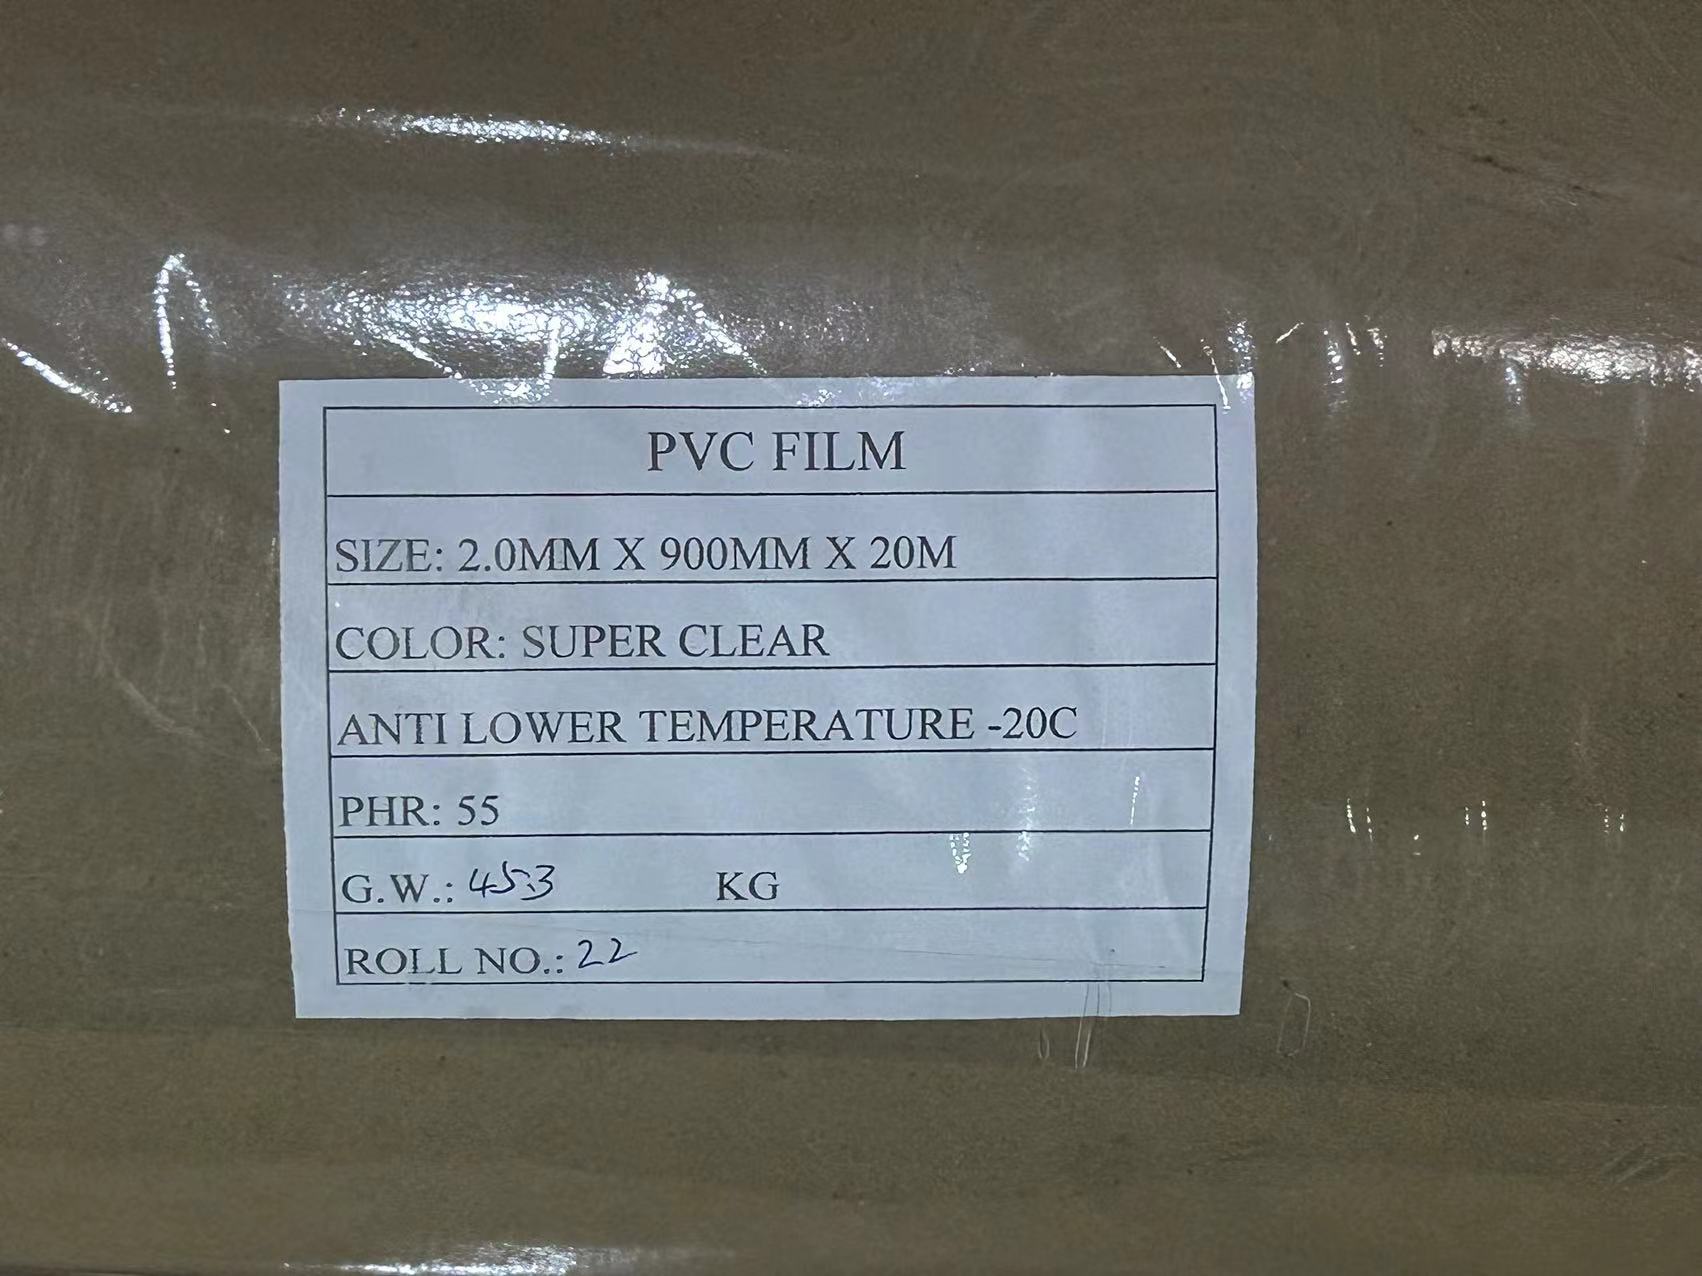 PVC FILM
SIZE: 2.0MM X 900MM X 20M
COLOR: SUPER CLEAR
ANTI LOWER TEMPERATURE -20C
PHR: 55
G.W.: 45.3 KG
ROLL NO.: 22